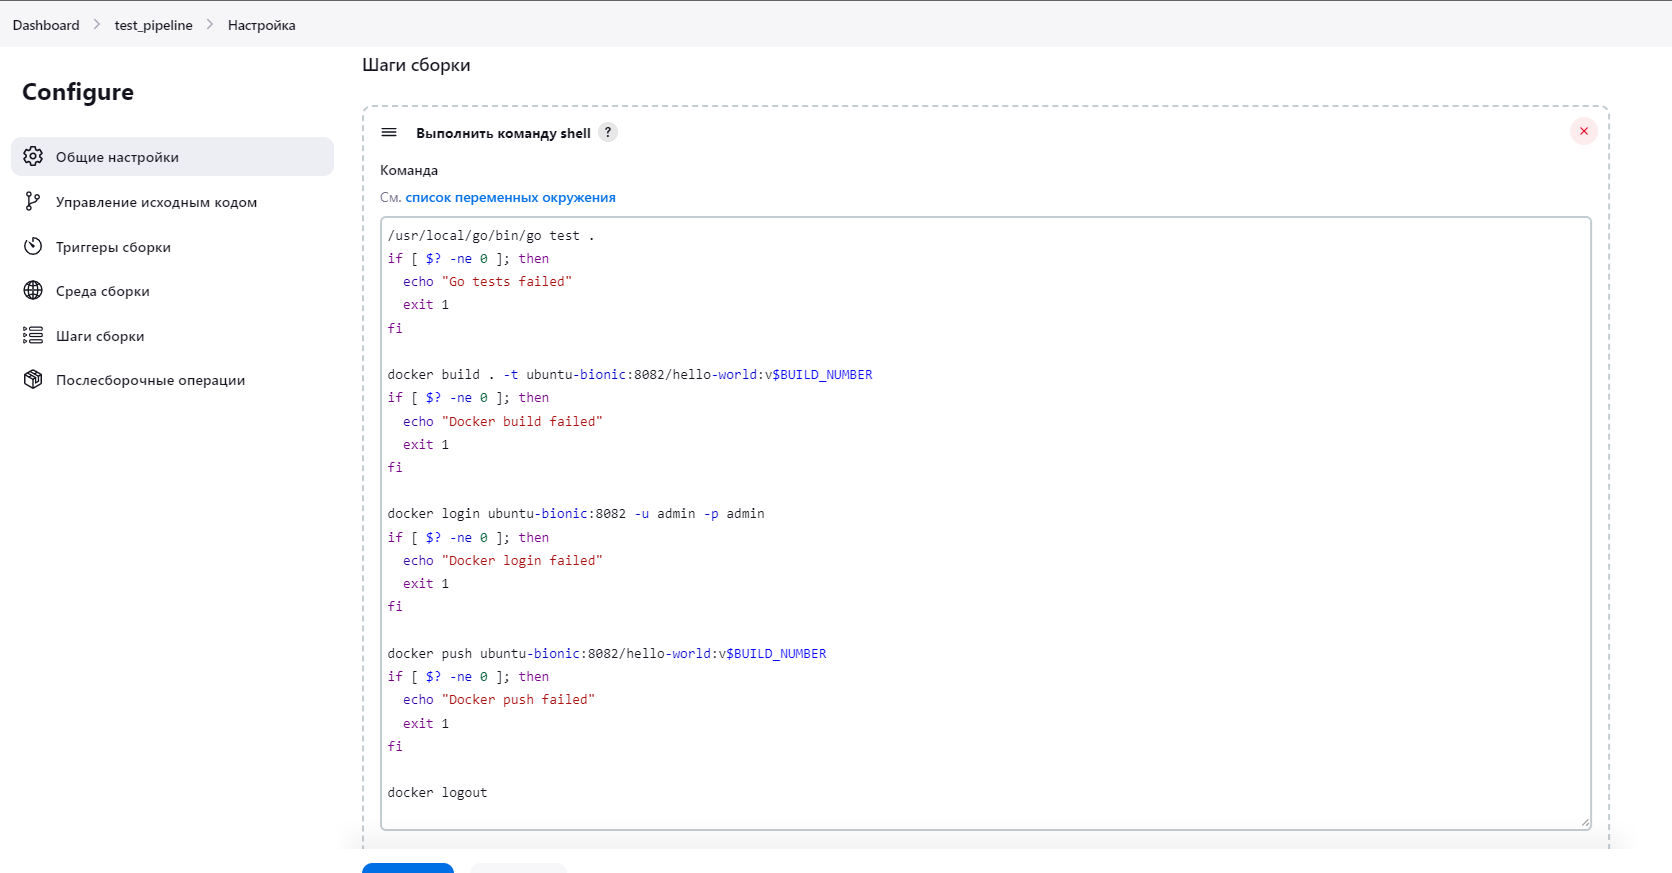 Dashboard > test_pipeline > Настройка
Configure
Общие настройки
Управление исходным кодом
Триггеры сборки
Среда сборки
Шаги сборки
Послесборочные операции
Шаги сборки
Выполнить команду shell ?
Команда
См. список переменных окружения
/usr/local/go/bin/go test .
if [ $? -ne 0 ]; then
  echo "Go tests failed"
  exit 1
fi

docker build . -t ubuntu-bionic:8082/hello-world:v$BUILD_NUMBER
if [ $? -ne 0 ]; then
  echo "Docker build failed"
  exit 1
fi

docker login ubuntu-bionic:8082 -u admin -p admin
if [ $? -ne 0 ]; then
  echo "Docker login failed"
  exit 1
fi

docker push ubuntu-bionic:8082/hello-world:v$BUILD_NUMBER
if [ $? -ne 0 ]; then
  echo "Docker push failed"
  exit 1
fi

docker logout